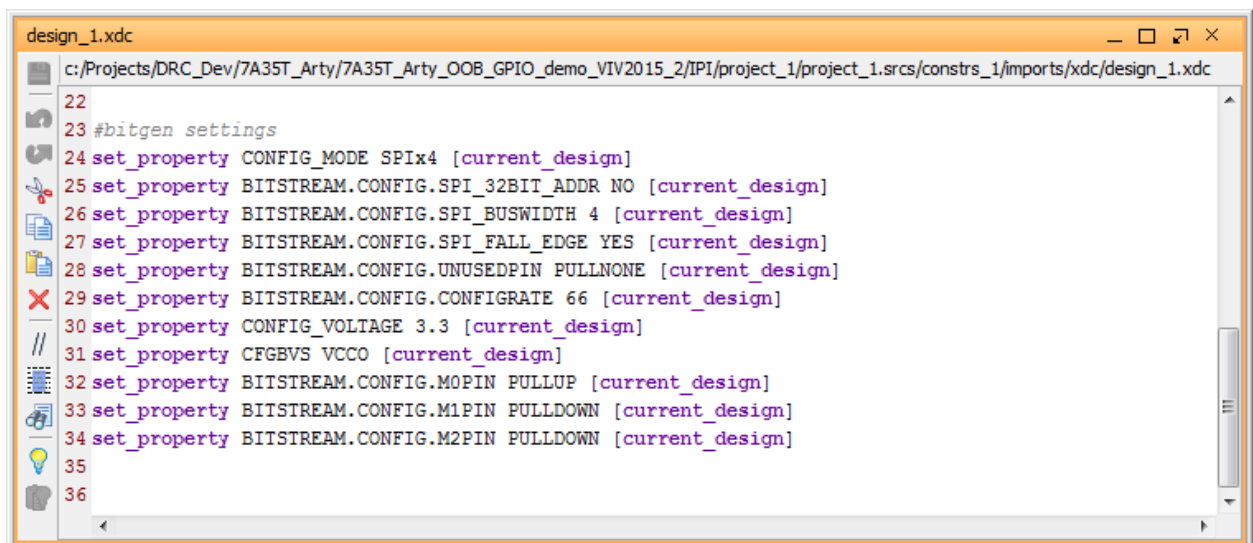 design_1.xdc
c:/Projects/DRC_Dev/7A35T_Arty/7A35T_Arty_OOB_GPIO_demo_VIV2015_2/IPI/project_1/project_1.srcs/constrs_1/imports/xdc/design_1.xdc
22
23 #bitgen settings
24 set_property CONFIG_MODE SPIx4 [current_design]
25 set_property BITSTREAM.CONFIG.SPI_32BIT_ADDR NO [current_design]
26 set_property BITSTREAM.CONFIG.SPI_BUSWIDTH 4 [current_design]
27 set_property BITSTREAM.CONFIG.SPI_FALL_EDGE YES [current_design]
28 set_property BITSTREAM.CONFIG.UNUSEDPIN PULLNONE [current_design]
29 set_property BITSTREAM.CONFIG.CONFIGRATE 66 [current_design]
30 set_property CONFIG_VOLTAGE 3.3 [current_design]
31 set_property CFGBVS VCCO [current_design]
32 set_property BITSTREAM.CONFIG.M0PIN PULLUP [current_design]
33 set_property BITSTREAM.CONFIG.M1PIN PULLDOWN [current_design]
34 set_property BITSTREAM.CONFIG.M2PIN PULLDOWN [current_design]
35
36